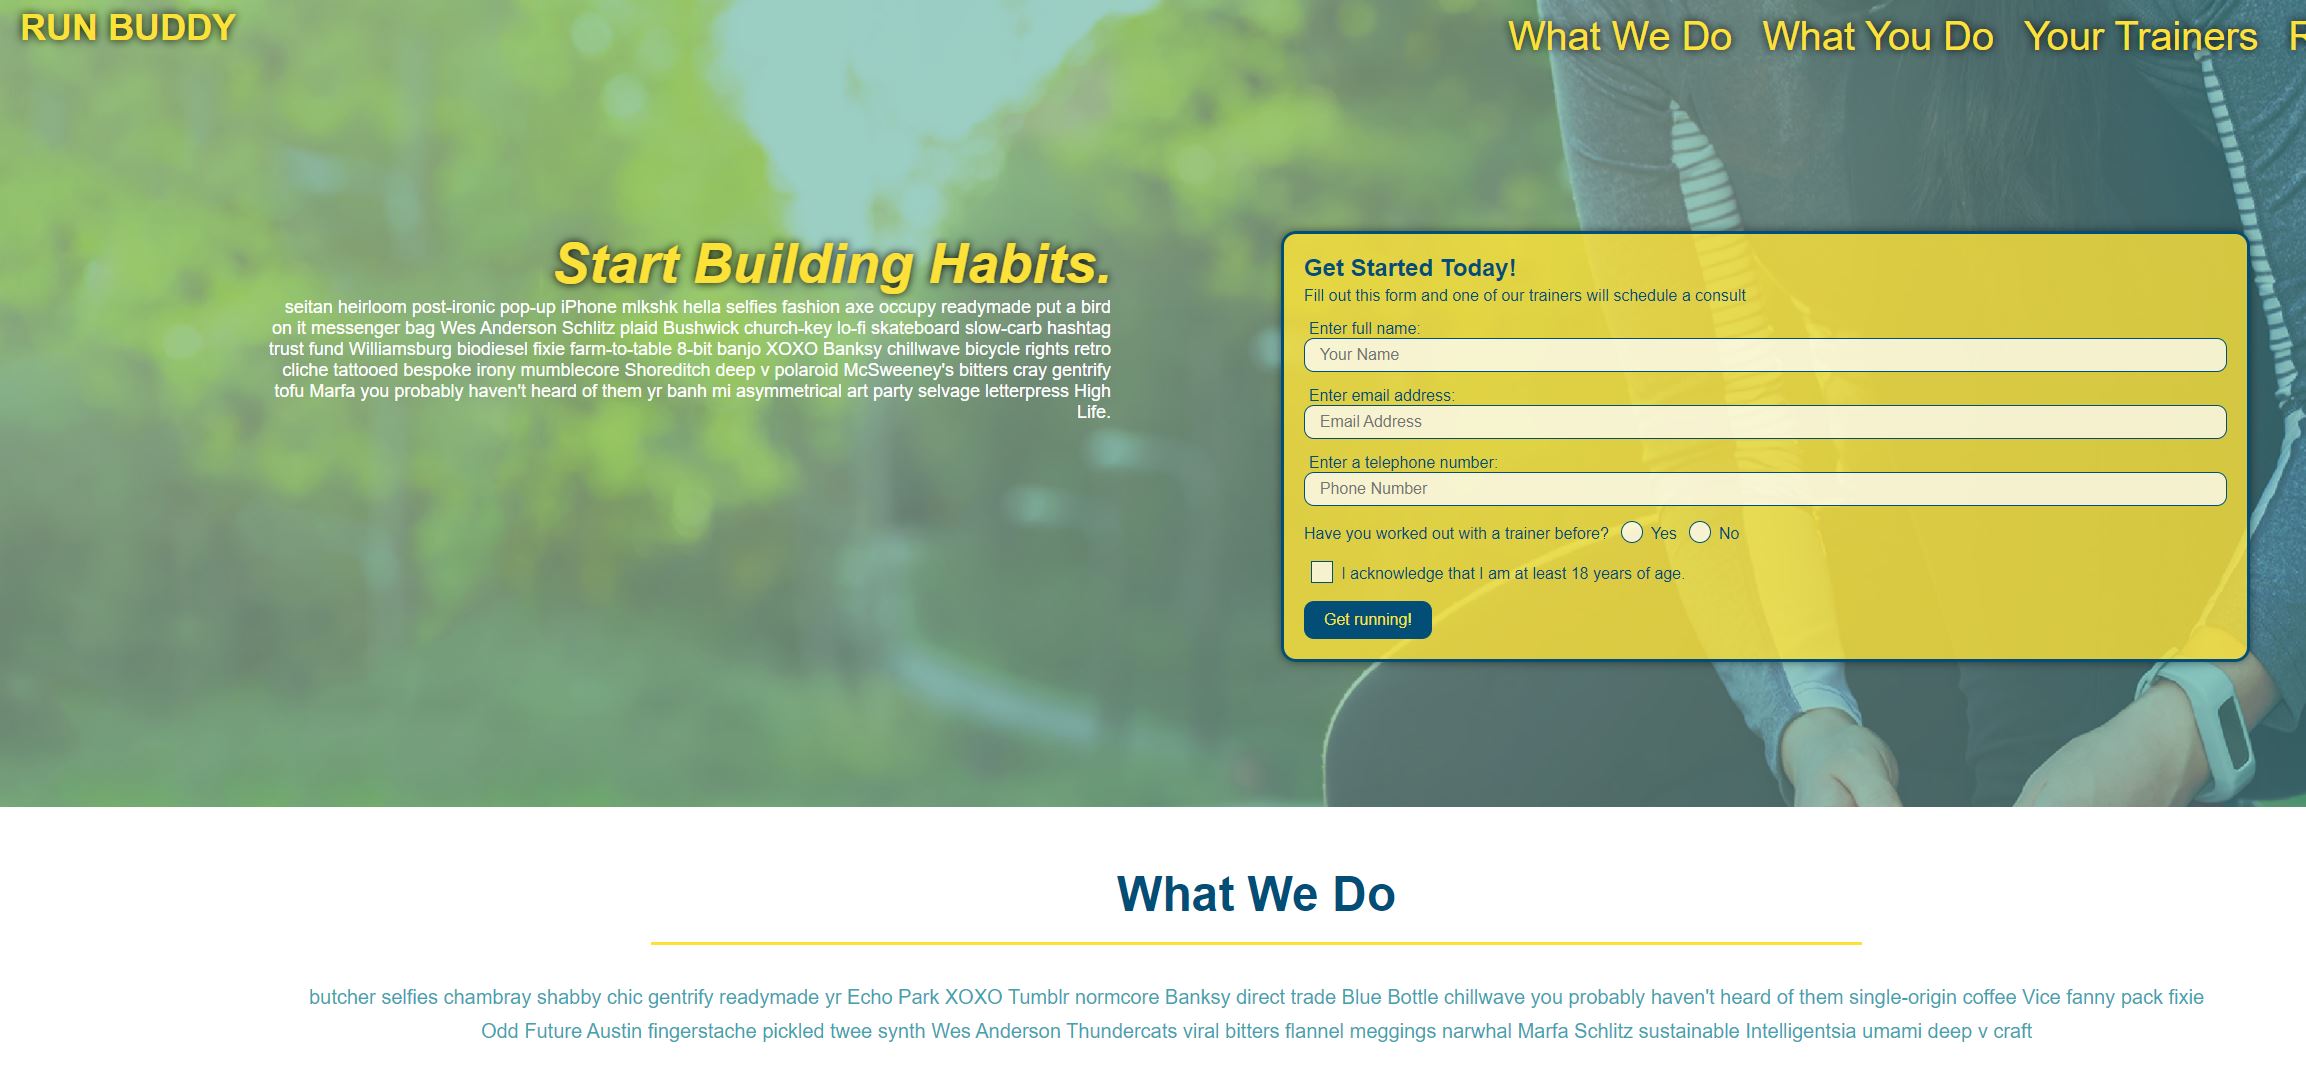 RUN BUDDY
What We Do What You Do Your Trainers
Start Building Habits.
seitan heirloom post-ironic pop-up iPhone mlkshk hella selfies fashion axe occupy readymade put a bird
on it messenger bag Wes Anderson Schlitz plaid Bushwick church-key lo-fi skateboard slow-carb hashtag
trust fund Williamsburg biodiesel fixie farm-to-table 8-bit banjo XOXO Banksy chillwave bicycle rights retro
cliche tattooed bespoke irony mumblecore Shoreditch deep v polaroid McSweeney's bitters cray gentrify
tofu Marfa you probably haven't heard of them yr banh mi asymmetrical art party selvage letterpress High
Life.
Get Started Today!
Fill out this form and one of our trainers will schedule a consult
Enter full name:
Your Name
Enter email address:
Email Address
Enter a telephone number:
Phone Number
Have you worked out with a trainer before? Yes No
I acknowledge that I am at least 18 years of age.
Get running!
What We Do
butcher selfies chambray shabby chic gentrify readymade yr Echo Park XOXO Tumblr normcore Banksy direct trade Blue Bottle chillwave you probably haven't heard of them single-origin coffee Vice fanny pack fixie
Odd Future Austin fingerstache pickled twee synth Wes Anderson Thundercats viral bitters flannel meggings narwhal Marfa Schlitz sustainable Intelligentsia umami deep v craft